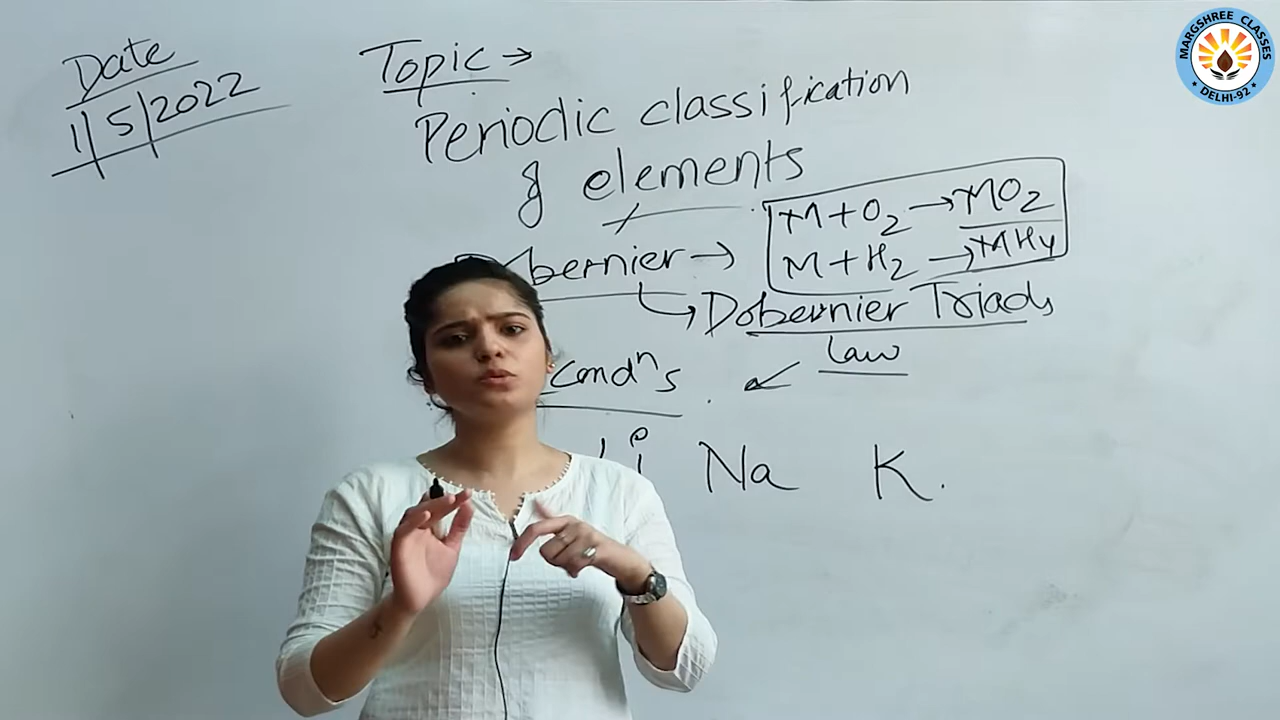 Date
1/5/2022
Topic →
Periodic classification
of elements
M + O2 → MO2
M + H2 → MH4
bernier →
Dobernier Triads
law
condns
Li Na K.
MARGSHREE CLASSES
DELHI-92